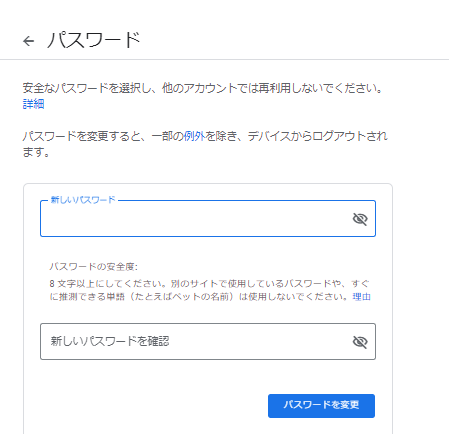 パスワード
安全なパスワードを選択し、他のアカウントでは再利用しないでください。
詳細
パスワードを変更すると、一部の例外を除き、デバイスからログアウトされ
ます。
新しいパスワード
パスワードの安全度:
8 文字以上にしてください。別のサイトで使用しているパスワードや、すぐ
に推測できる単語（たとえばペットの名前）は使用しないでください。理由
新しいパスワードを確認
パスワードを変更